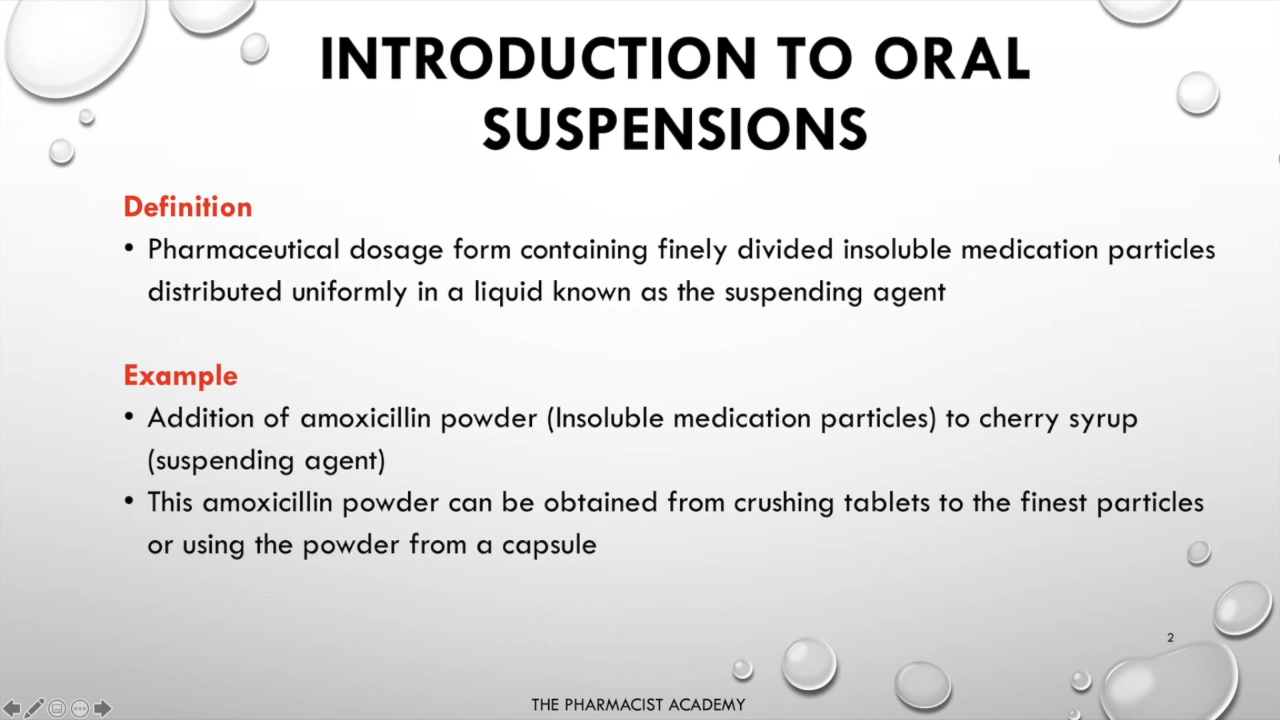 INTRODUCTION TO ORAL
SUSPENSIONS
Definition
• Pharmaceutical dosage form containing finely divided insoluble medication particles
distributed uniformly in a liquid known as the suspending agent
Example
• Addition of amoxicillin powder (Insoluble medication particles) to cherry syrup
(suspending agent)
• This amoxicillin powder can be obtained from crushing tablets to the finest particles
or using the powder from a capsule
2
THE PHARMACIST ACADEMY